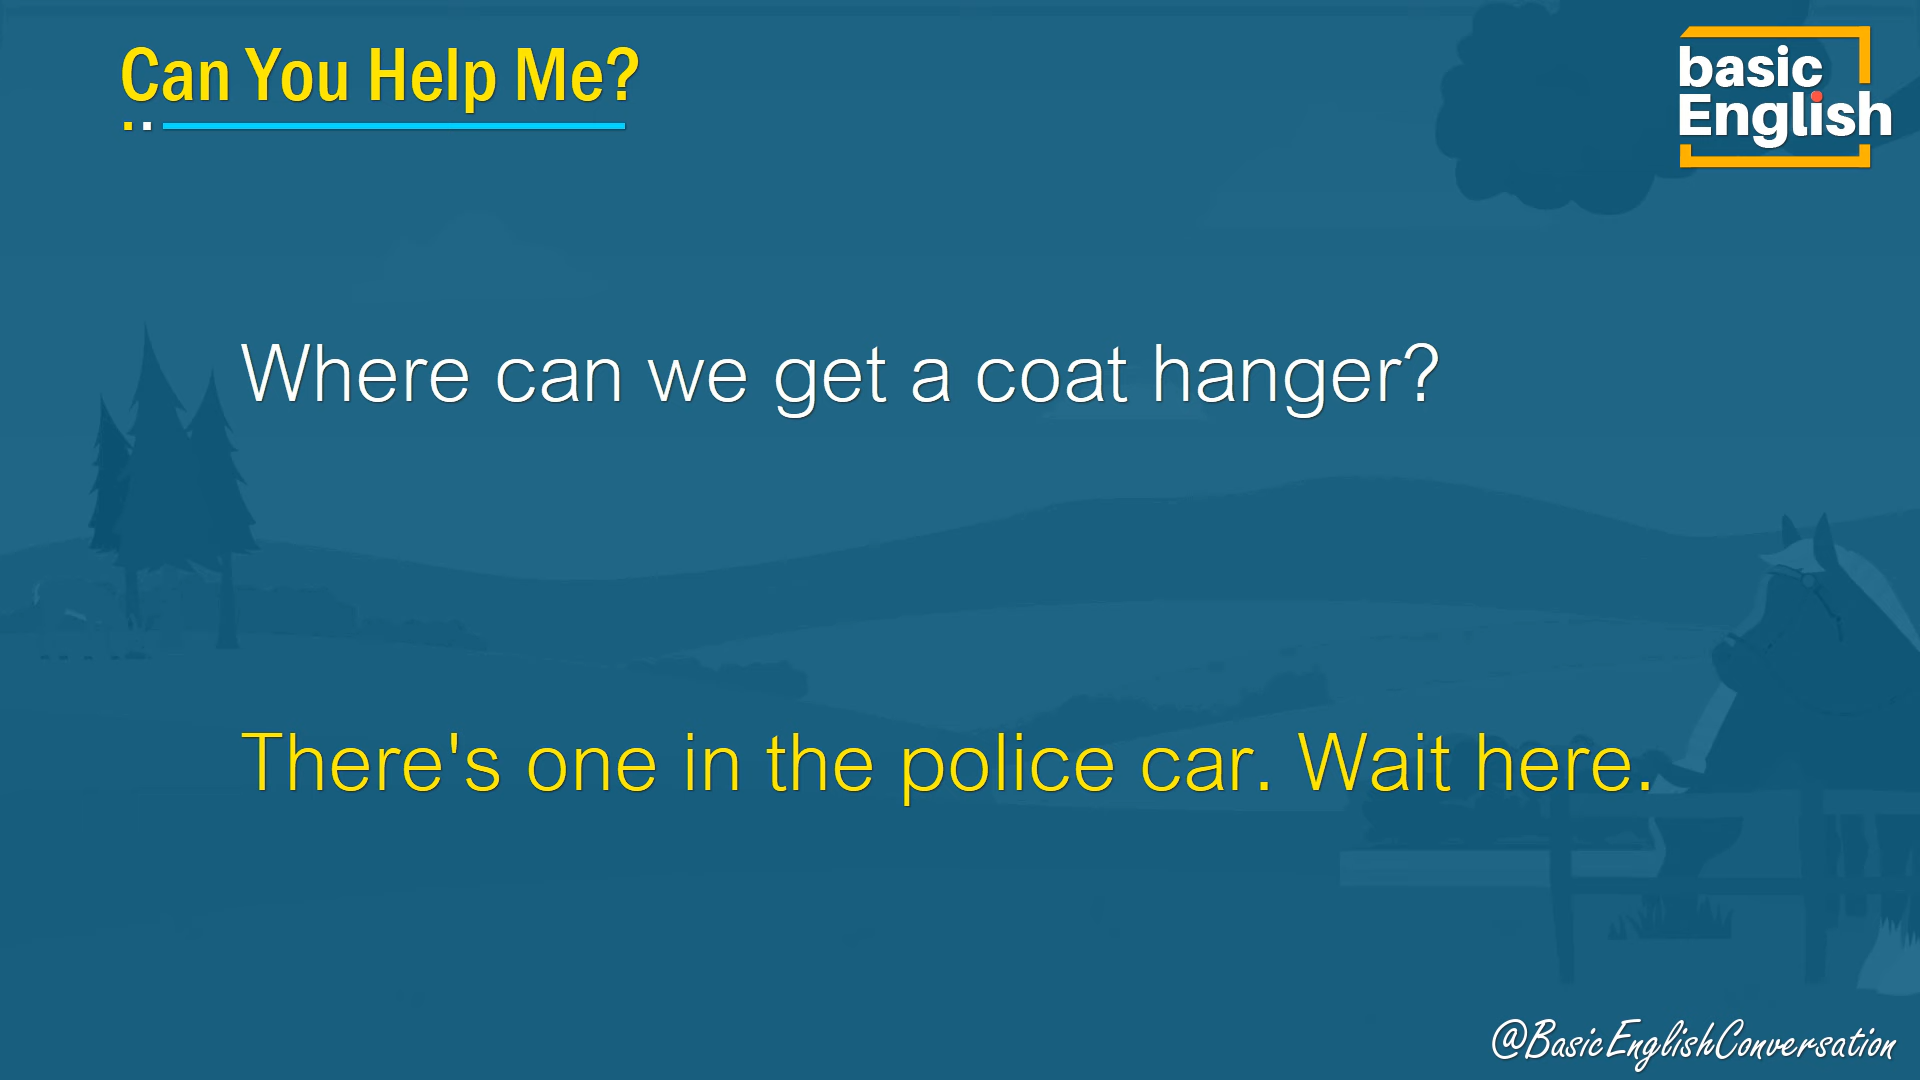 Can You Help Me?
basic
English
Where can we get a coat hanger?
There's one in the police car. Wait here.
@BasicEnglishConversation